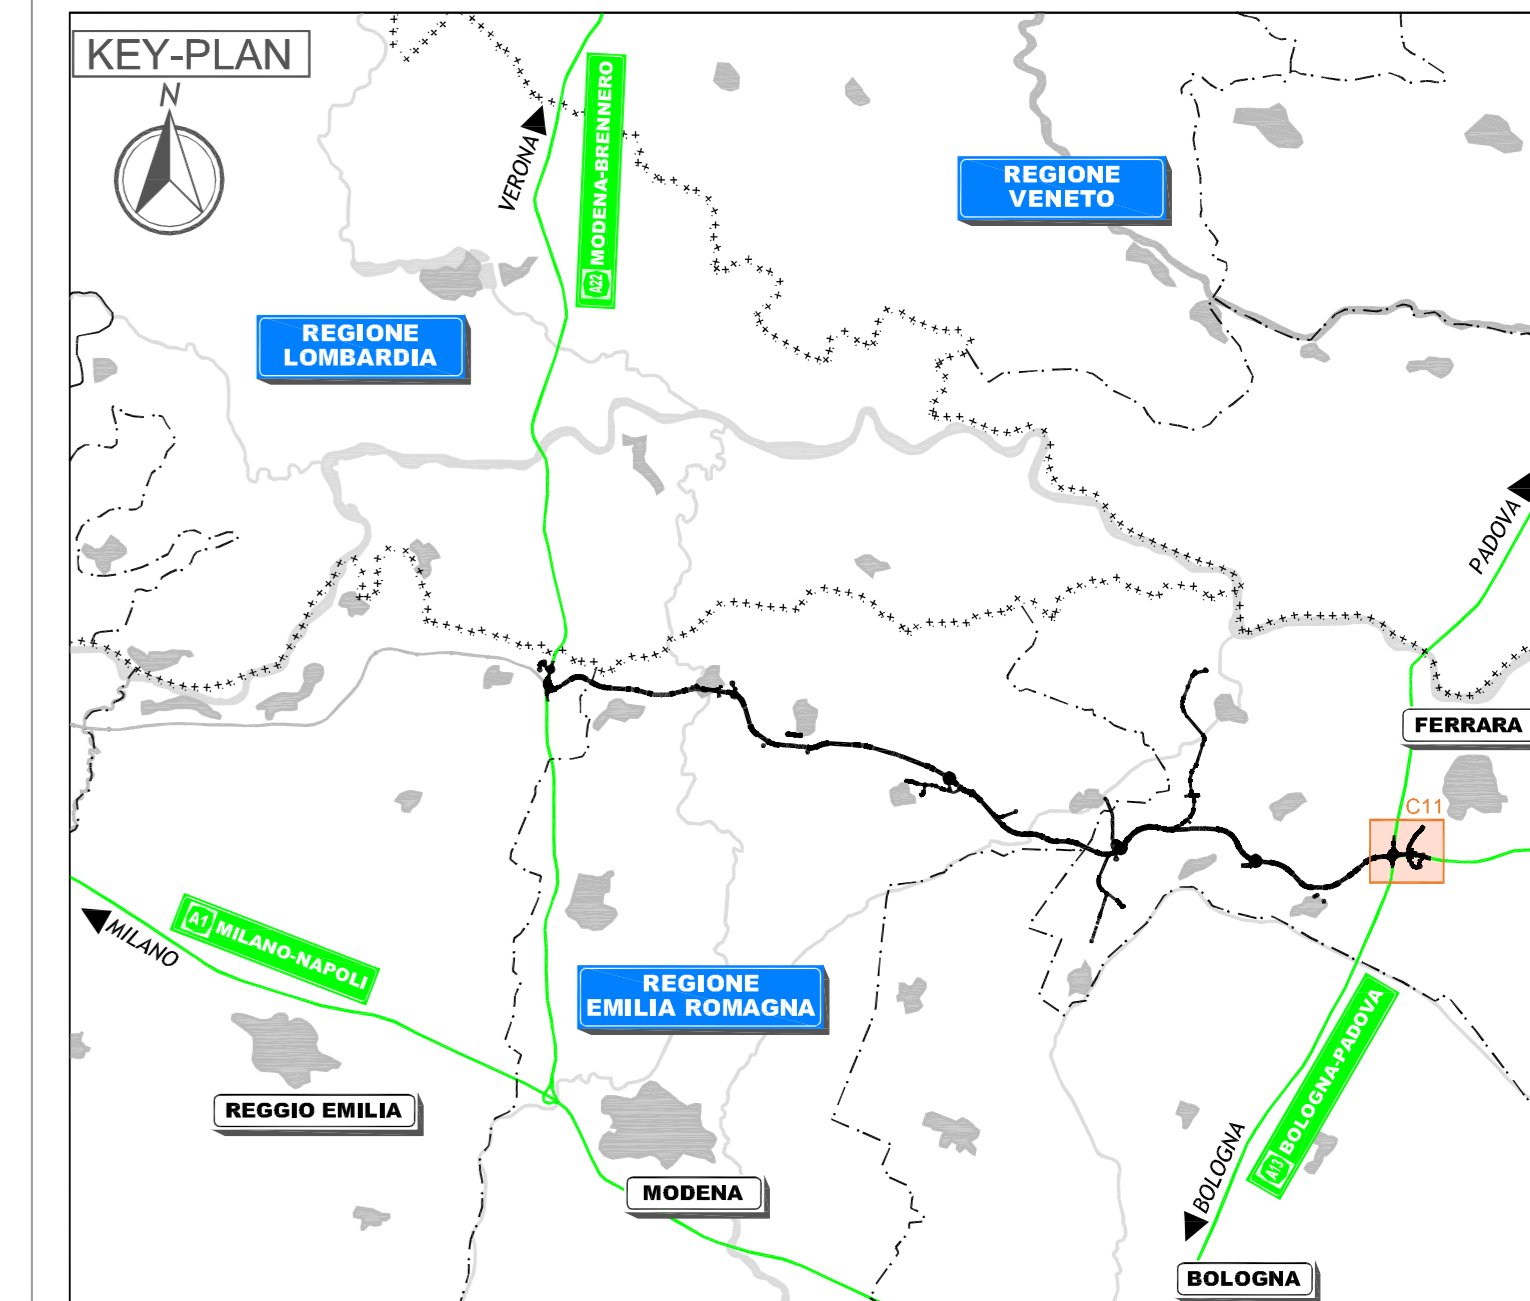 KEY-PLAN
N
VERONA
A22 MODENA-BRENNERO
REGIONE
VENETO
REGIONE
LOMBARDIA
PADOVA
FERRARA
C11
A1 MILANO-NAPOLI
MILANO
REGIONE
EMILIA ROMAGNA
A13 BOLOGNA-PADOVA
REGGIO EMILIA
MODENA
BOLOGNA
BOLOGNA